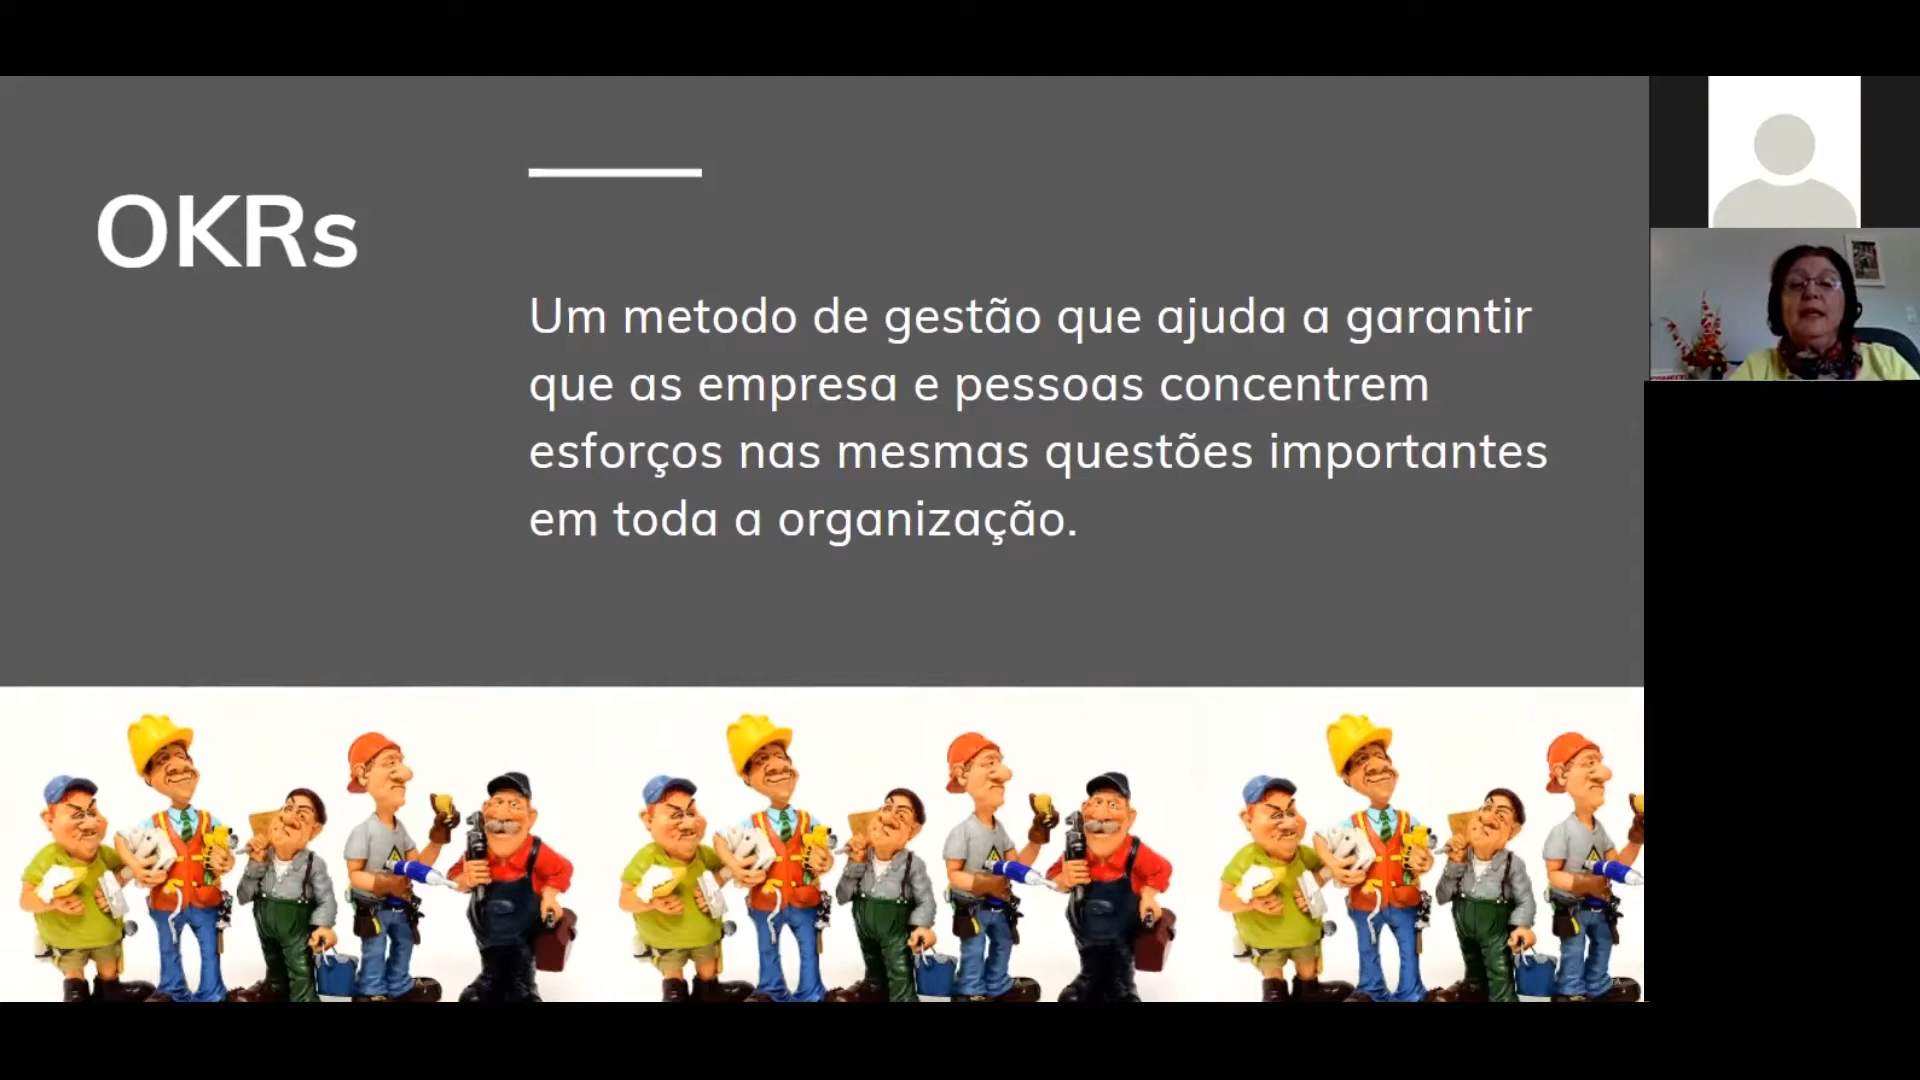 OKRs
Um metodo de gestão que ajuda a garantir
que as empresa e pessoas concentrem
esforços nas mesmas questões importantes
em toda a organização.